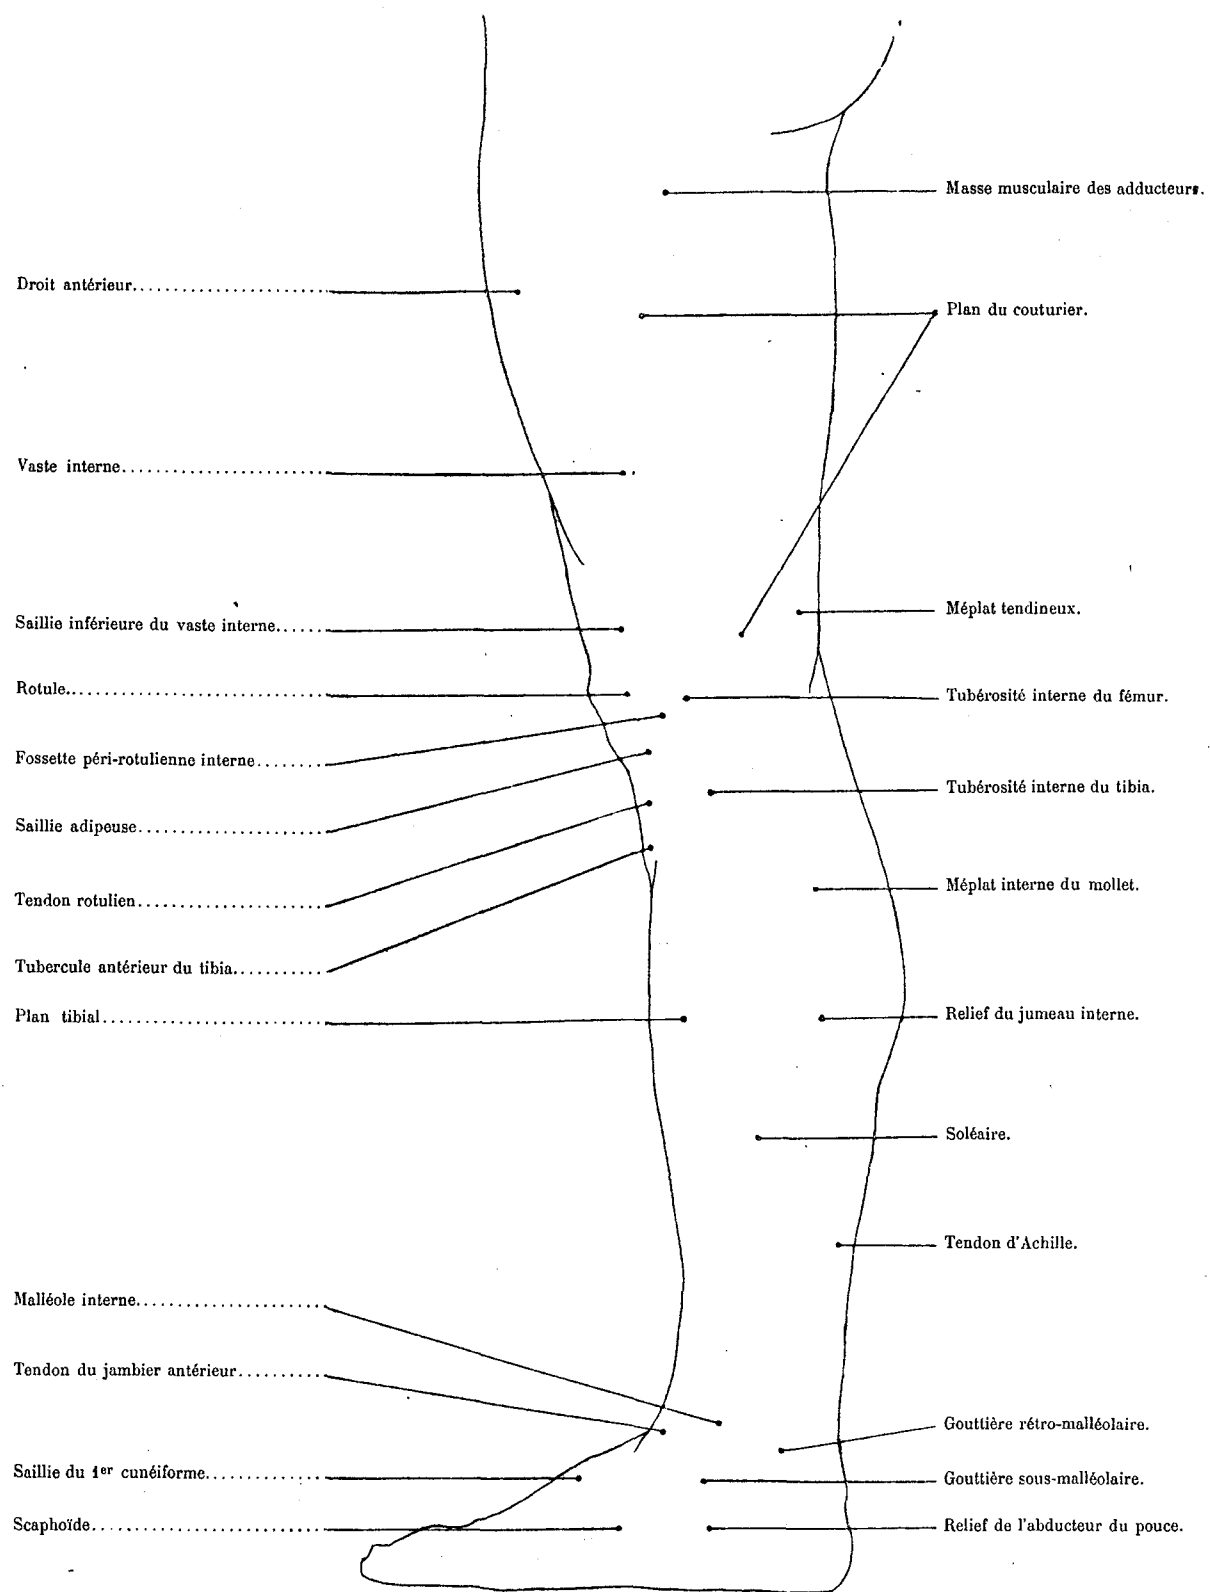 Masse musculaire des adducteurs.
Droit antérieur.
Plan du couturier.
Vaste interne.
Saillie inférieure du vaste interne.
Méplat tendineux.
Rotule.
Tubérosité interne du fémur.
Fossette péri-rotulienne interne.
Tubérosité interne du tibia.
Saillie adipeuse.
Tendon rotulien.
Méplat interne du mollet.
Tubercule antérieur du tibia.
Plan tibial.
Relief du jumeau interne.
Soléaire.
Tendon d'Achille.
Malléole interne.
Tendon du jambier antérieur.
Gouttière rétro-malléolaire.
Saillie du 1er cunéiforme.
Gouttière sous-malléolaire.
Scaphoïde.
Relief de l'abducteur du pouce.